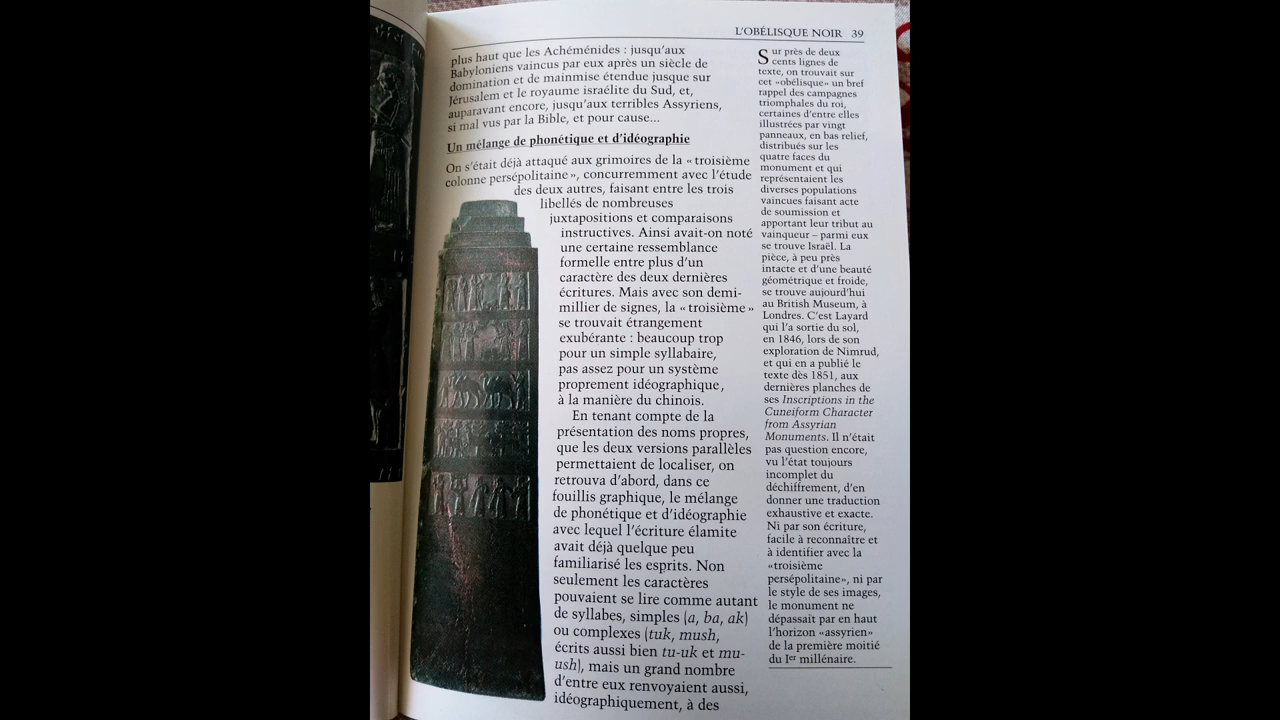 L'OBÉLISQUE NOIR 39
plus haut que les Achéménides : jusqu'aux
Babyloniens vaincus par eux après un siècle de
domination et de mainmise étendue jusque sur
Jérusalem et le royaume israélite du Sud, et,
auparavant encore, jusqu'aux terribles Assyriens,
si mal vus par la Bible, et pour cause...
Un mélange de phonétique et d'idéographie
On s'était déjà attaqué aux grimoires de la « troisième
colonne persépolitaine », concurremment avec l'étude
des deux autres, faisant entre les trois
libellés de nombreuses
juxtapositions et comparaisons
instructives. Ainsi avait-on noté
une certaine ressemblance
formelle entre plus d'un
caractère des deux dernières
écritures. Mais avec son demi-
millier de signes, la « troisième »
se trouvait étrangement
exubérante : beaucoup trop
pour un simple syllabaire,
pas assez pour un système
proprement idéographique,
à la manière du chinois.
En tenant compte de la
présentation des noms propres,
que les deux versions parallèles
permettaient de localiser, on
retrouva d'abord, dans ce
fouillis graphique, le mélange
de phonétique et d'idéographie
avec lequel l'écriture élamite
avait déjà quelque peu
familiarisé les esprits. Non
seulement les caractères
pouvaient se lire comme autant
de syllabes, simples (a, ba, ak)
ou complexes (tuk, mush,
écrits aussi bien tu-uk et mu-
ush), mais un grand nombre
d'entre eux renvoyaient aussi,
idéographiquement, à des
Sur près de deux
cents lignes de
texte, on trouvait sur
cet «obélisque» un bref
rappel des campagnes
triomphales du roi,
certaines d'entre elles
illustrées par vingt
panneaux, en bas relief,
distribués sur les
quatre faces du
monument et qui
représentaient les
diverses populations
vaincues faisant acte
de soumission et
apportant leur tribut au
vainqueur – parmi eux
se trouve Israël. La
pièce, à peu près
intacte et d'une beauté
géométrique et froide,
se trouve aujourd'hui
au British Museum, à
Londres. C'est Layard
qui l'a sortie du sol,
en 1846, lors de son
exploration de Nimrud,
et qui en a publié le
texte dès 1851, aux
dernières planches de
ses Inscriptions in the
Cuneiform Character
from Assyrian
Monuments. Il n'était
pas question encore,
vu l'état toujours
incomplet du
déchiffrement, d'en
donner une traduction
exhaustive et exacte.
Ni par son écriture,
facile à reconnaître et
à identifier avec la
«troisième
persépolitaine», ni par
le style de ses images,
le monument ne
dépassait par en haut
l'horizon «assyrien»
de la première moitié
du Ier millénaire.